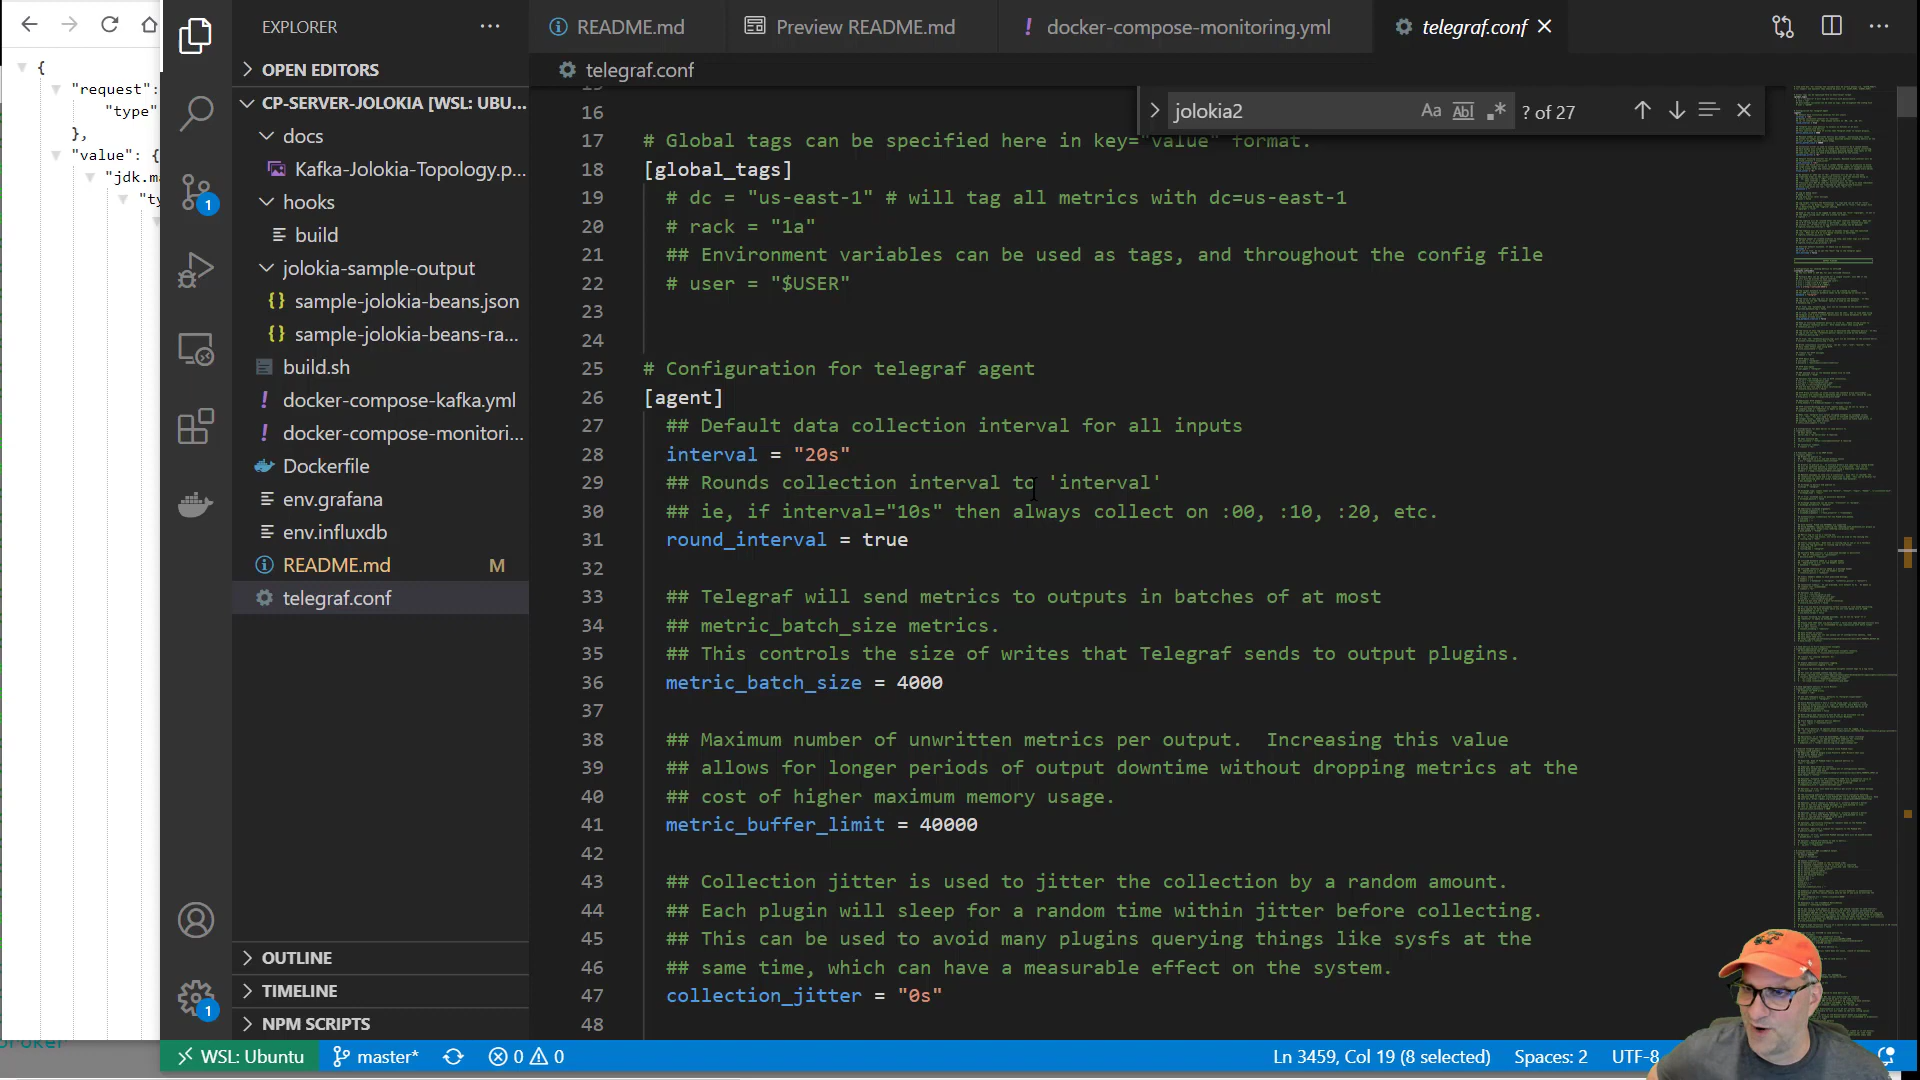 {
"request":
"type"
},
"value": {
"jdk.m
"ty
EXPLORER
OPEN EDITORS
CP-SERVER-JOLOKIA [WSL: UBU...
docs
Kafka-Jolokia-Topology.p...
hooks
build
jolokia-sample-output
sample-jolokia-beans.json
sample-jolokia-beans-ra...
build.sh
docker-compose-kafka.yml
docker-compose-monitori...
Dockerfile
env.grafana
env.influxdb
README.md M
telegraf.conf
OUTLINE
TIMELINE
NPM SCRIPTS
1
1
README.md
Preview README.md
docker-compose-monitoring.yml
telegraf.conf
telegraf.conf
jolokia2
Aa
Abl
? of 27
16
17 # Global tags can be specified here in key="value" format.
18 [global_tags]
19 # dc = "us-east-1" # will tag all metrics with dc=us-east-1
20 # rack = "1a"
21 ## Environment variables can be used as tags, and throughout the config file
22 # user = "$USER"
23
24
25 # Configuration for telegraf agent
26 [agent]
27 ## Default data collection interval for all inputs
28 interval = "20s"
29 ## Rounds collection interval to 'interval'
30 ## ie, if interval="10s" then always collect on :00, :10, :20, etc.
31 round_interval = true
32
33 ## Telegraf will send metrics to outputs in batches of at most
34 ## metric_batch_size metrics.
35 ## This controls the size of writes that Telegraf sends to output plugins.
36 metric_batch_size = 4000
37
38 ## Maximum number of unwritten metrics per output.  Increasing this value
39 ## allows for longer periods of output downtime without dropping metrics at the
40 ## cost of higher maximum memory usage.
41 metric_buffer_limit = 40000
42
43 ## Collection jitter is used to jitter the collection by a random amount.
44 ## Each plugin will sleep for a random time within jitter before collecting.
45 ## This can be used to avoid many plugins querying things like sysfs at the
46 ## same time, which can have a measurable effect on the system.
47 collection_jitter = "0s"
48
broker
WSL: Ubuntu
master*
0
0
Ln 3459, Col 19 (8 selected)
Spaces: 2
UTF-8